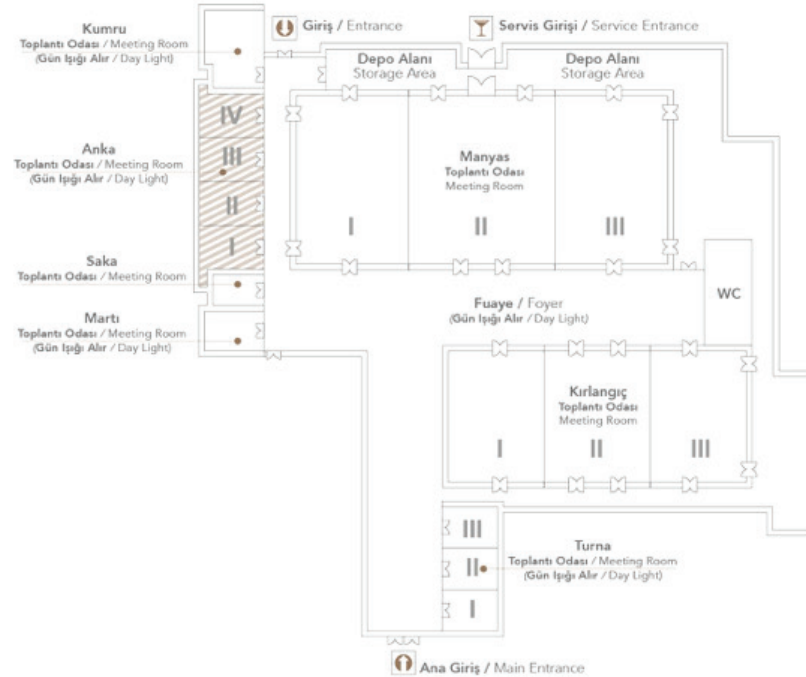 Giriş / Entrance
Servis Girişi / Service Entrance
Kumru
Toplantı Odası / Meeting Room
(Gün Işığı Alır / Day Light)
Depo Alanı
Storage Area
Depo Alanı
Storage Area
IV
III
II
I
Anka
Toplantı Odası / Meeting Room
(Gün Işığı Alır / Day Light)
Manyas
Toplantı Odası
Meeting Room
I
II
III
Saka
Toplantı Odası / Meeting Room
Martı
Toplantı Odası / Meeting Room
(Gün Işığı Alır / Day Light)
WC
Fuaye / Foyer
(Gün Işığı Alır / Day Light)
Kırlangıç
Toplantı Odası
Meeting Room
I
II
III
III
II
I
Turna
Toplantı Odası / Meeting Room
(Gün Işığı Alır / Day Light)
Ana Giriş / Main Entrance